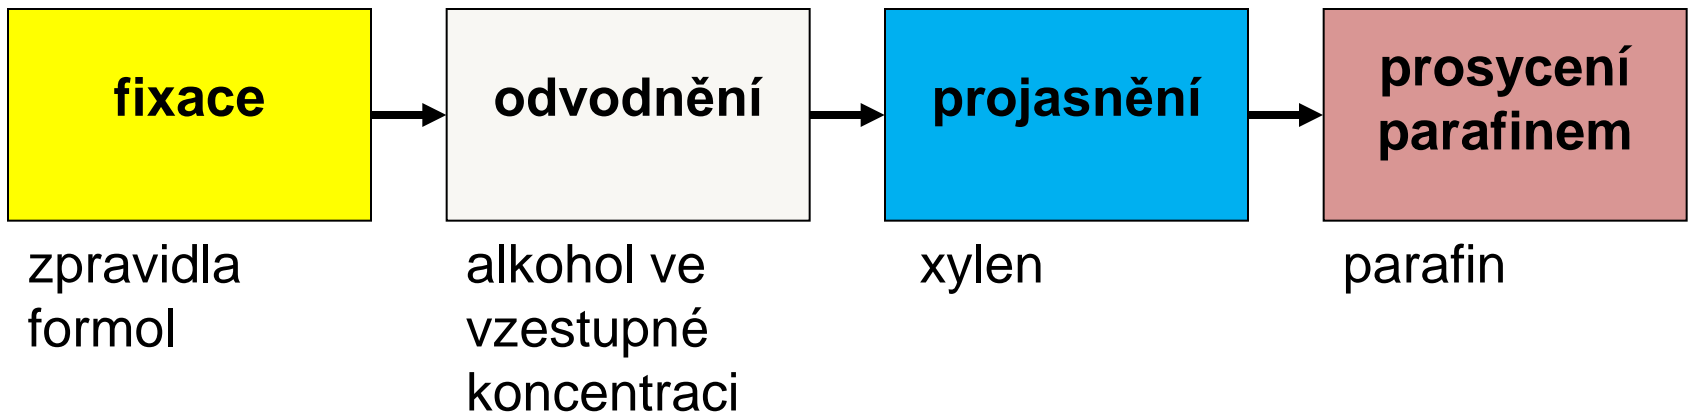 fixace
odvodnění
projasnění
prosycení
parafinem
zpravidla
formol
alkohol ve
vzestupné
koncentraci
xylen
parafin